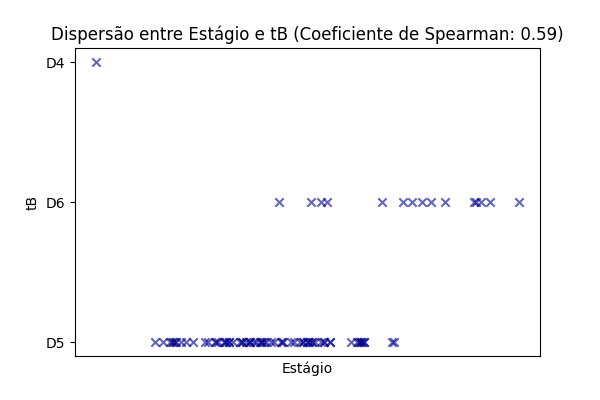 Dispersão entre Estágio e tB (Coeficiente de Spearman: 0.59)
D4
D6
D5
tB
Estágio